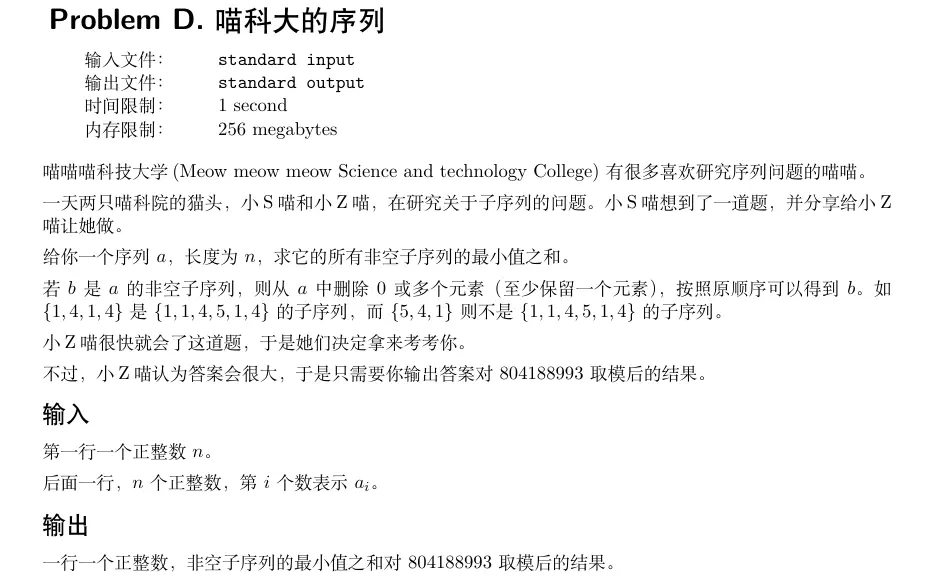 Problem D. 喵科大的序列
输入文件： standard input
输出文件： standard output
时间限制： 1 second
内存限制： 256 megabytes
喵喵喵科技大学 (Meow meow meow Science and technology College) 有很多喜欢研究序列问题的喵喵。
一天两只喵科院的猫头，小 S 喵和小 Z 喵，在研究关于子序列的问题。小 S 喵想到了一道题，并分享给小 Z
喵让她做。
给你一个序列 a，长度为 n，求它的所有非空子序列的最小值之和。
若 b 是 a 的非空子序列，则从 a 中删除 0 或多个元素（至少保留一个元素），按照原顺序可以得到 b。如
{1, 4, 1, 4} 是 {1, 1, 4, 5, 1, 4} 的子序列，而 {5, 4, 1} 则不是 {1, 1, 4, 5, 1, 4} 的子序列。
小 Z 喵很快就会了这道题，于是她们决定拿来考考你。
不过，小 Z 喵认为答案会很大，于是只需要你输出答案对 804188993 取模后的结果。
输入
第一行一个正整数 n。
后面一行，n 个正整数，第 i 个数表示 aᵢ。
输出
一行一个正整数，非空子序列的最小值之和对 804188993 取模后的结果。